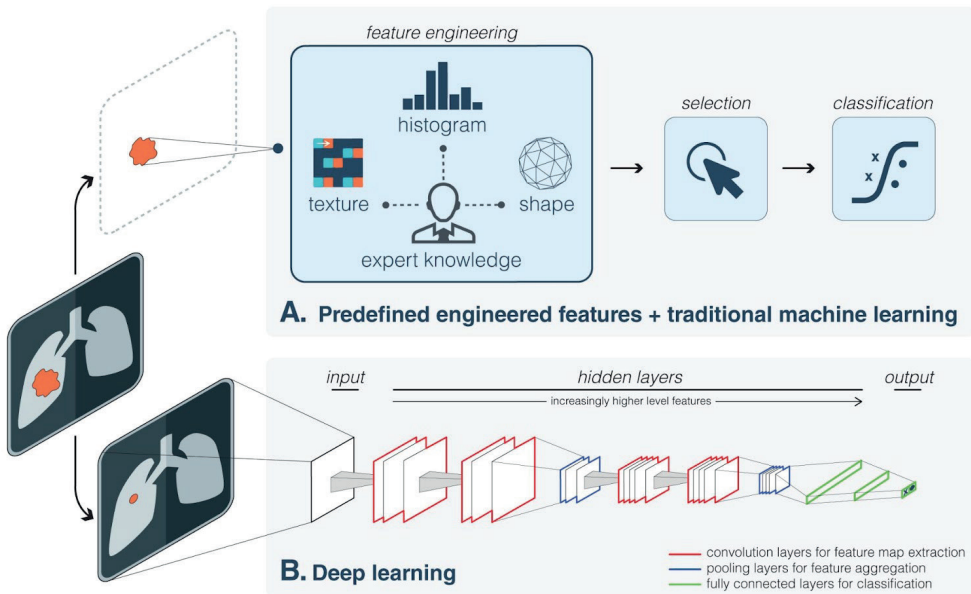 feature engineering
histogram
texture
shape
expert knowledge
selection
classification
A. Predefined engineered features + traditional machine learning
input
hidden layers
output
increasingly higher level features
convolution layers for feature map extraction
pooling layers for feature aggregation
fully connected layers for classification
B. Deep learning